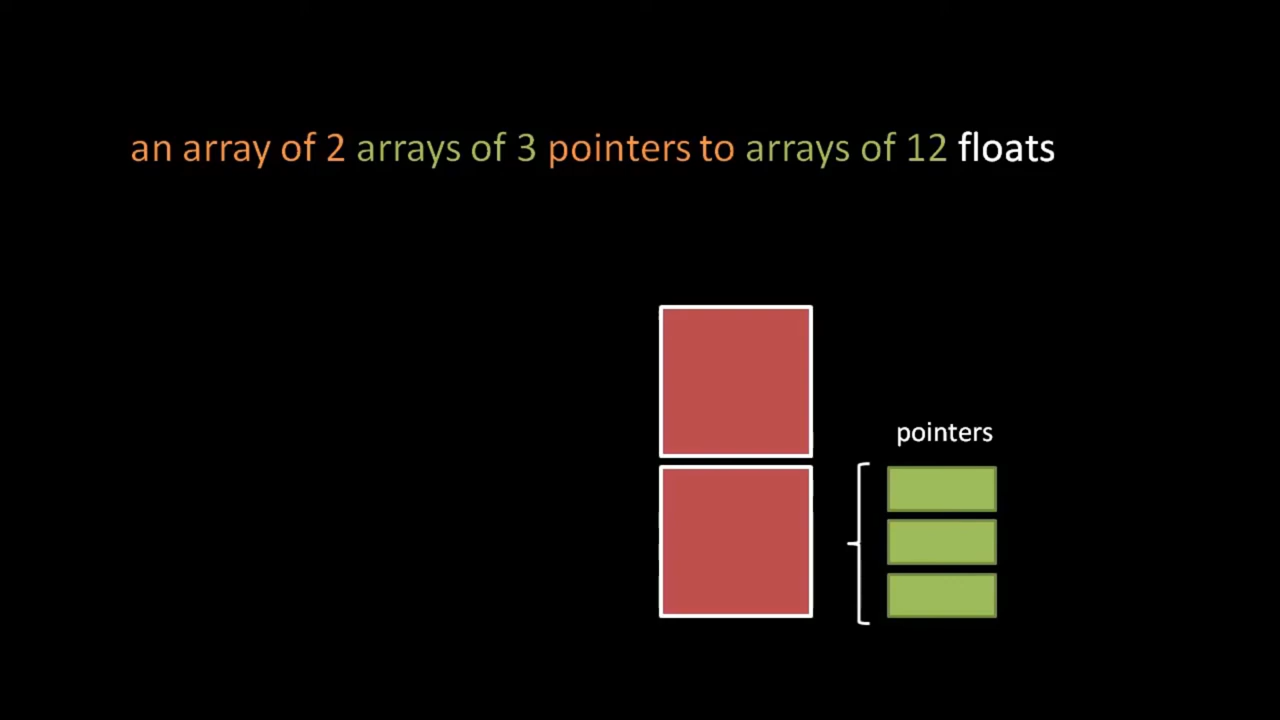 an array of 2 arrays of 3 pointers to arrays of 12 floats
pointers